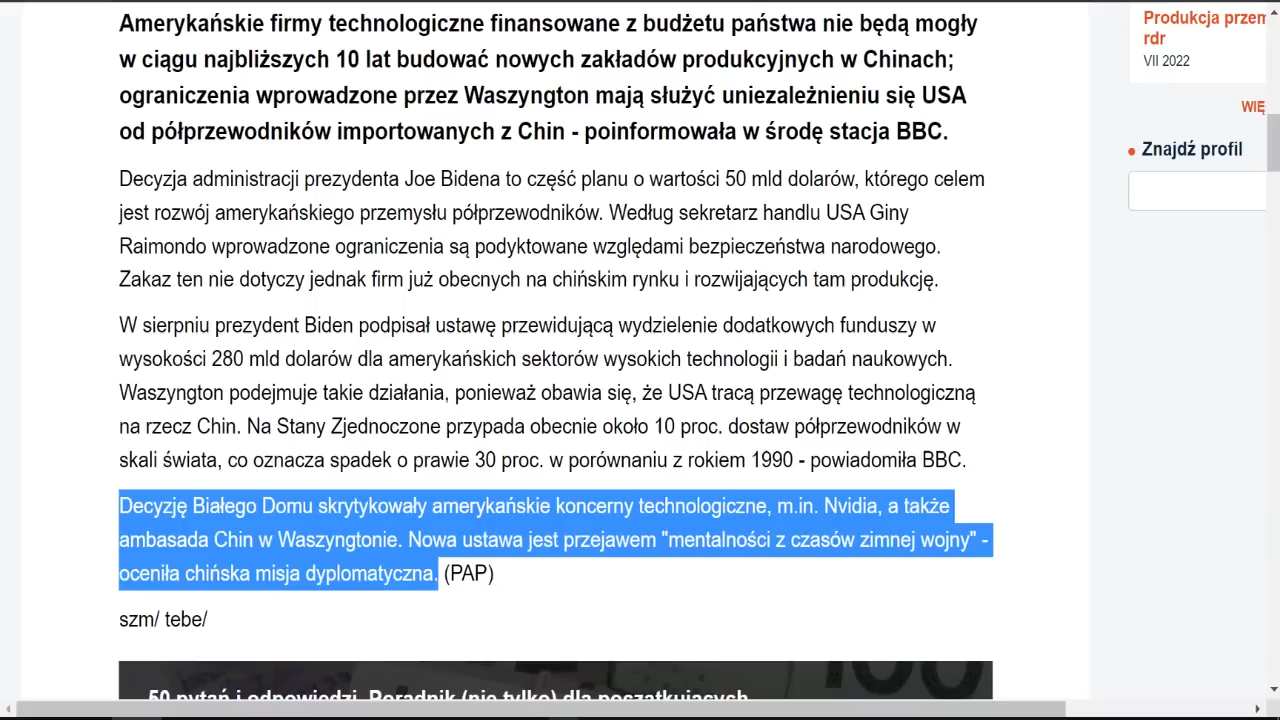 Amerykańskie firmy technologiczne finansowane z budżetu państwa nie będą mogły
w ciągu najbliższych 10 lat budować nowych zakładów produkcyjnych w Chinach;
ograniczenia wprowadzone przez Waszyngton mają służyć uniezależnieniu się USA
od półprzewodników importowanych z Chin - poinformowała w środę stacja BBC.
Decyzja administracji prezydenta Joe Bidena to część planu o wartości 50 mld dolarów, którego celem
jest rozwój amerykańskiego przemysłu półprzewodników. Według sekretarz handlu USA Giny
Raimondo wprowadzone ograniczenia są podyktowane względami bezpieczeństwa narodowego.
Zakaz ten nie dotyczy jednak firm już obecnych na chińskim rynku i rozwijających tam produkcję.
W sierpniu prezydent Biden podpisał ustawę przewidującą wydzielenie dodatkowych funduszy w
wysokości 280 mld dolarów dla amerykańskich sektorów wysokich technologii i badań naukowych.
Waszyngton podejmuje takie działania, ponieważ obawia się, że USA tracą przewagę technologiczną
na rzecz Chin. Na Stany Zjednoczone przypada obecnie około 10 proc. dostaw półprzewodników w
skali świata, co oznacza spadek o prawie 30 proc. w porównaniu z rokiem 1990 - powiadomiła BBC.
Decyzję Białego Domu skrytykowały amerykańskie koncerny technologiczne, m.in. Nvidia, a także
ambasada Chin w Waszyngtonie. Nowa ustawa jest przejawem "mentalności z czasów zimnej wojny" -
oceniła chińska misja dyplomatyczna. (PAP)
szm/ tebe/
50 pytań i odpowiedzi. Poradnik (nie tylko) dla początkujących
100
Produkcja przem
rdr
VII 2022
WIĘ
Znajdź profil